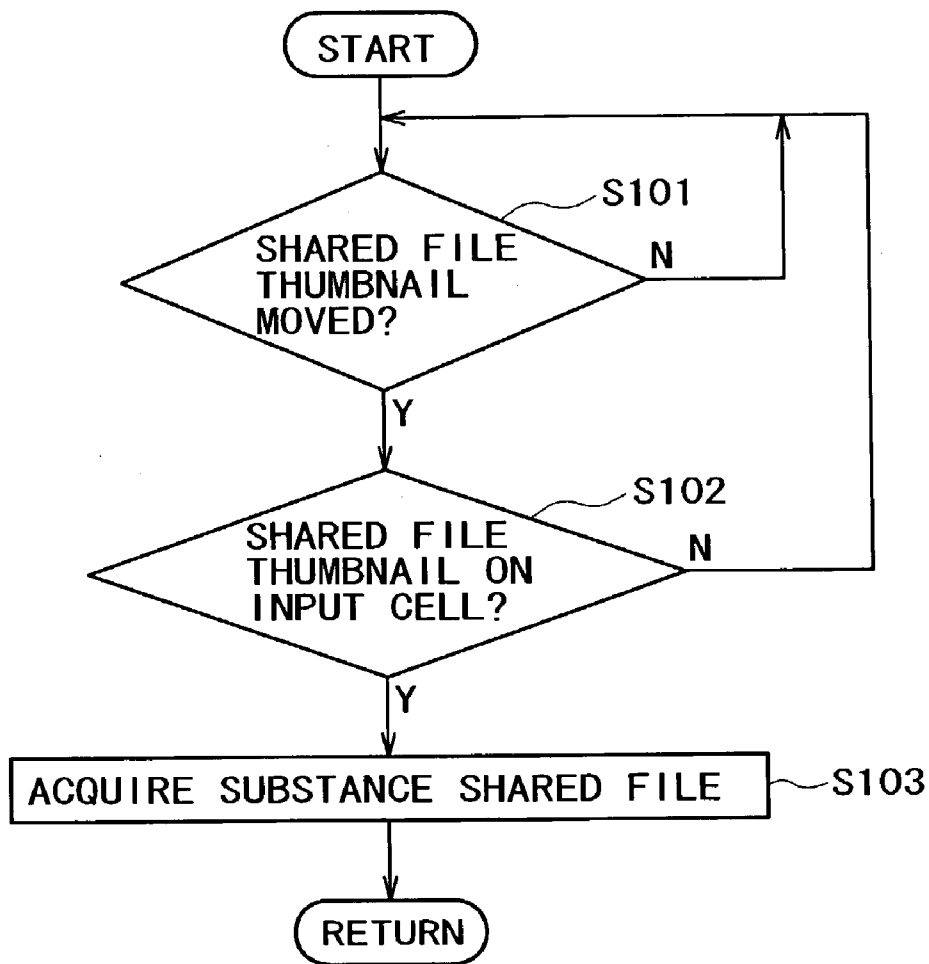 START
S101
SHARED FILE
THUMBNAIL
MOVED?
N
Y
S102
SHARED FILE
THUMBNAIL ON
INPUT CELL?
N
Y
ACQUIRE SUBSTANCE SHARED FILE
S103
RETURN